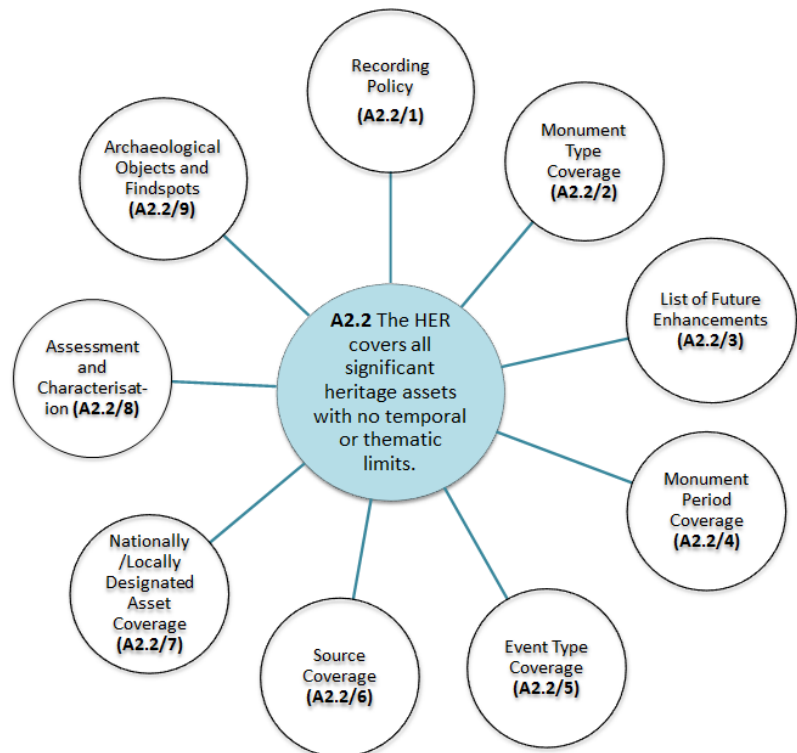 Recording
Policy
(A2.2/1)
Monument
Type
Coverage
(A2.2/2)
List of Future
Enhancements
(A2.2/3)
Monument
Period
Coverage
(A2.2/4)
Event Type
Coverage
(A2.2/5)
Source
Coverage
(A2.2/6)
Nationally
/Locally
Designated
Asset
Coverage
(A2.2/7)
Assessment
and
Characterisat-
ion (A2.2/8)
Archaeological
Objects and
Findspots
(A2.2/9)
A2.2 The HER
covers all
significant
heritage assets
with no temporal
or thematic
limits.